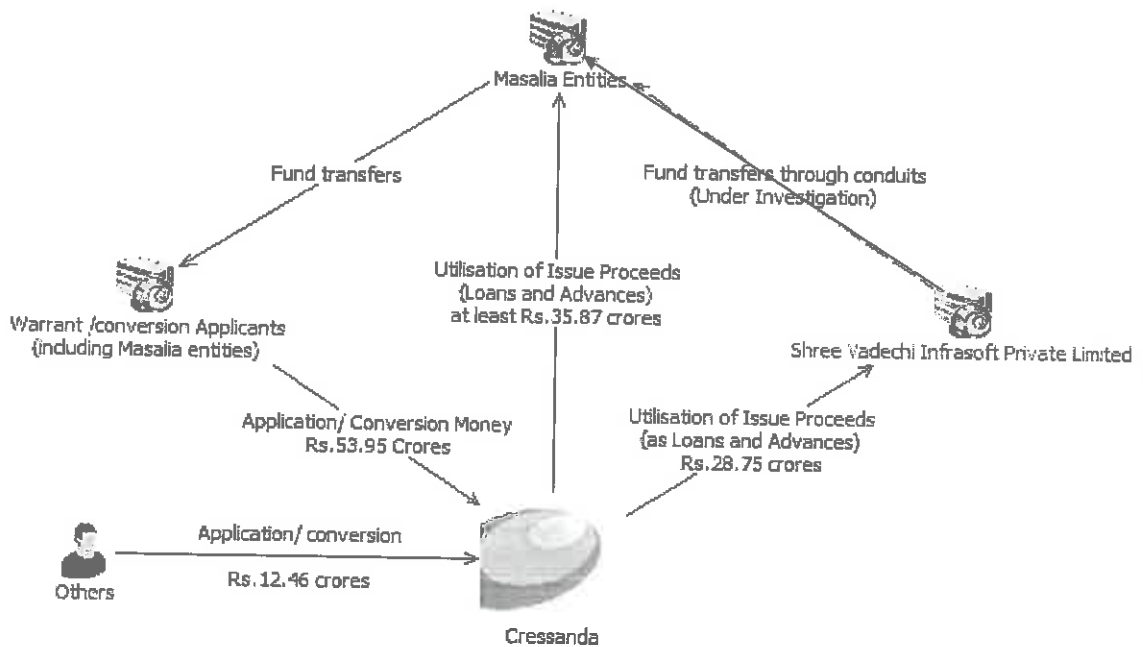 Masalia Entities
Fund transfers
Fund transfers through conduits
(Under Investigation)
Utilisation of Issue Proceeds
(Loans and Advances)
at least Rs.35.87 crores
Warrant /conversion Applicants
(including Masalia entities)
Shree Vadechi Infrasoft Private Limited
Application/ Conversion Money
Rs.53.95 Crores
Utilisation of Issue Proceeds
(as Loans and Advances)
Rs.28.75 crores
Application/ conversion
Rs.12.46 crores
Others
Cressanda